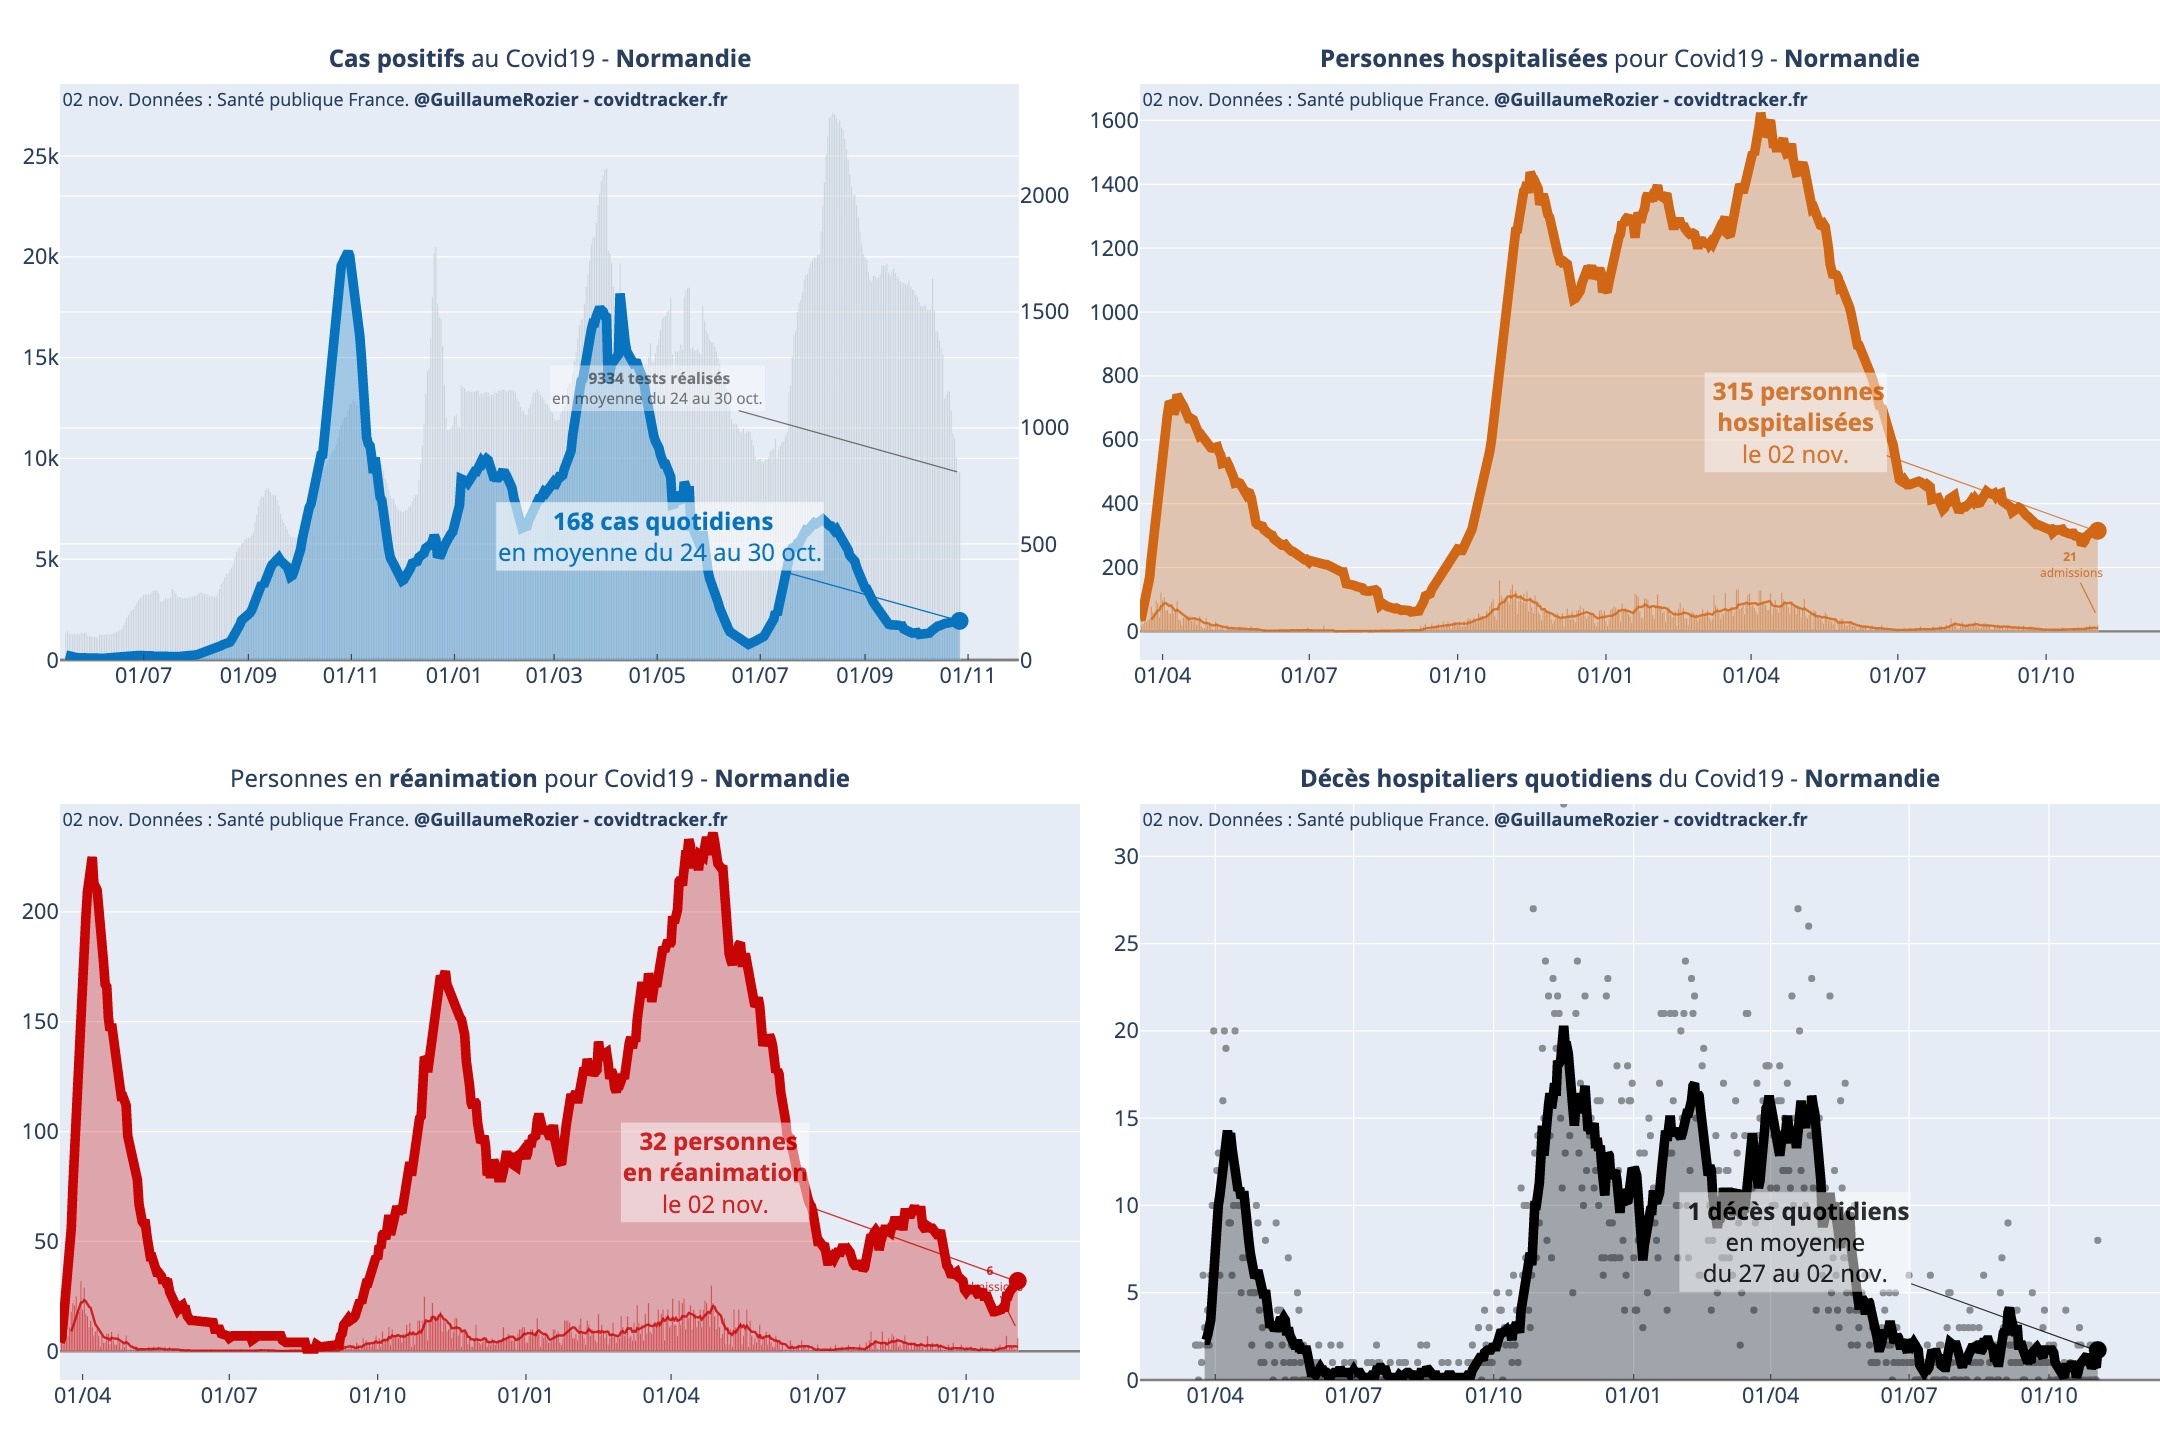 Cas positifs au Covid19 - Normandie
02 nov. Données : Santé publique France. @GuillaumeRozier - covidtracker.fr
25k
20k
15k
10k
5k
0
2000
1500
1000
500
0
9334 tests réalisés
en moyenne du 24 au 30 oct.
168 cas quotidiens
en moyenne du 24 au 30 oct.
01/07 01/09 01/11 01/01 01/03 01/05 01/07 01/09 01/11
Personnes hospitalisées pour Covid19 - Normandie
02 nov. Données : Santé publique France. @GuillaumeRozier - covidtracker.fr
1600
1400
1200
1000
800
600
400
200
0
315 personnes
hospitalisées
le 02 nov.
21
admissions
01/04 01/07 01/10 01/01 01/04 01/07 01/10
Personnes en réanimation pour Covid19 - Normandie
02 nov. Données : Santé publique France. @GuillaumeRozier - covidtracker.fr
200
150
100
50
0
32 personnes
en réanimation
le 02 nov.
6
01/04 01/07 01/10 01/01 01/04 01/07 01/10
Décès hospitaliers quotidiens du Covid19 - Normandie
02 nov. Données : Santé publique France. @GuillaumeRozier - covidtracker.fr
30
25
20
15
10
5
0
1 décès quotidiens
en moyenne
du 27 au 02 nov.
01/04 01/07 01/10 01/01 01/04 01/07 01/10